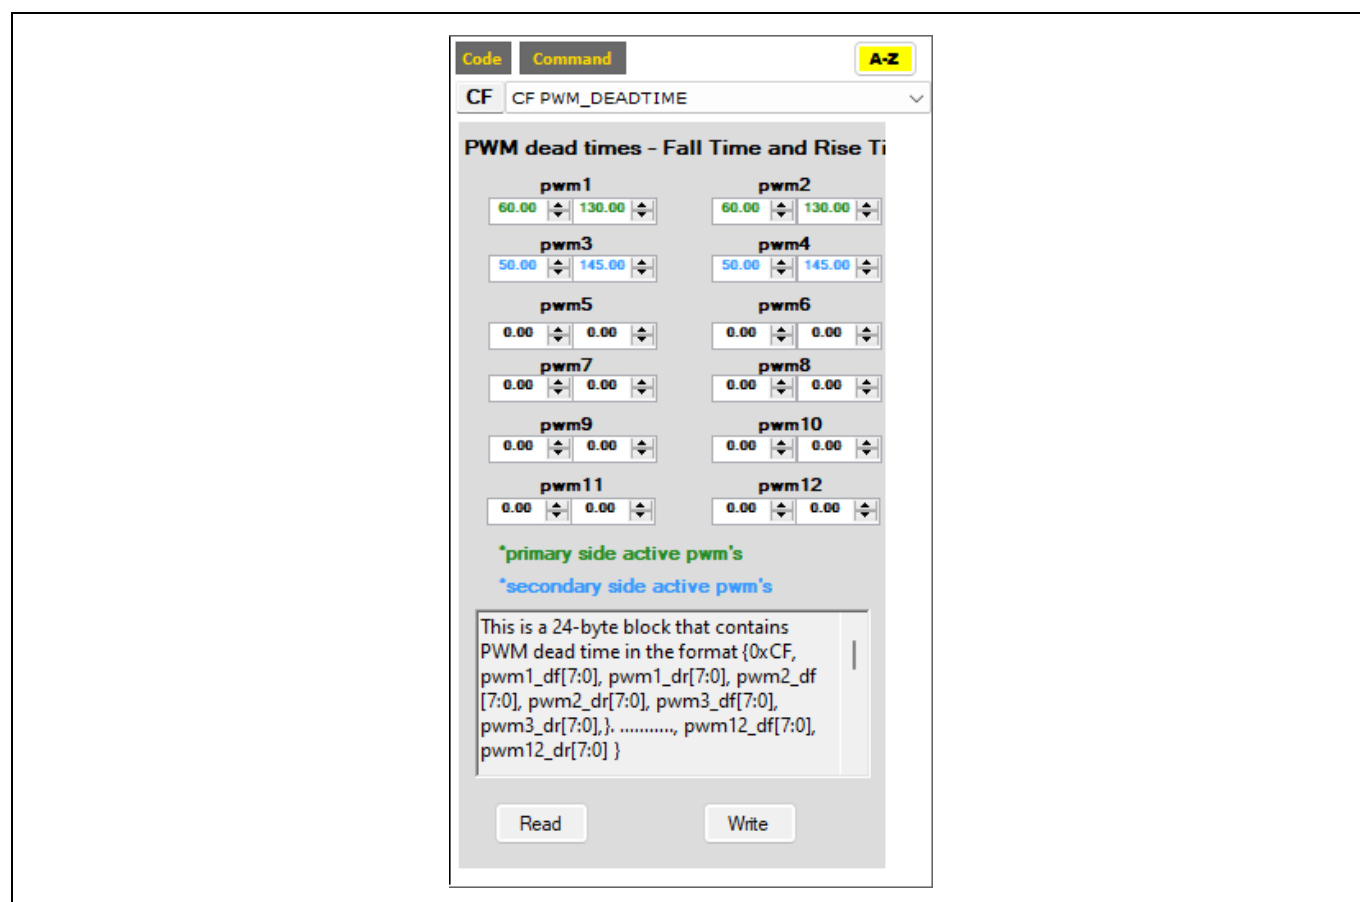 Code Command A-Z
CF CF PWM_DEADTIME
PWM dead times - Fall Time and Rise Ti
pwm1 pwm2
60.00 130.00 60.00 130.00
pwm3 pwm4
50.00 145.00 50.00 145.00
pwm5 pwm6
0.00 0.00 0.00 0.00
pwm7 pwm8
0.00 0.00 0.00 0.00
pwm9 pwm10
0.00 0.00 0.00 0.00
pwm11 pwm12
0.00 0.00 0.00 0.00
*primary side active pwm's
*secondary side active pwm's
This is a 24-byte block that contains
PWM dead time in the format {0xCF,
pwm1_df[7:0], pwm1_dr[7:0], pwm2_df
[7:0], pwm2_dr[7:0], pwm3_df[7:0],
pwm3_dr[7:0],}. ..........., pwm12_df[7:0],
pwm12_dr[7:0] }
Read Write